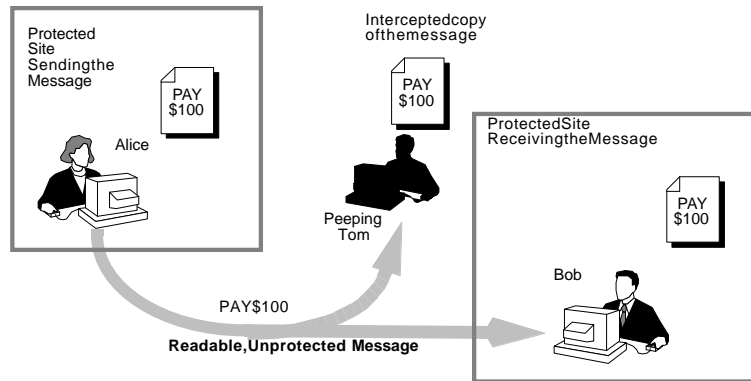 Protected
Site
Sendingthe
Message
PAY
$100
Alice
Interceptedcopy
ofthemessage
PAY
$100
Peeping
Tom
ProtectedSite
ReceivingtheMessage
PAY
$100
Bob
PAY$100
Readable,Unprotected Message